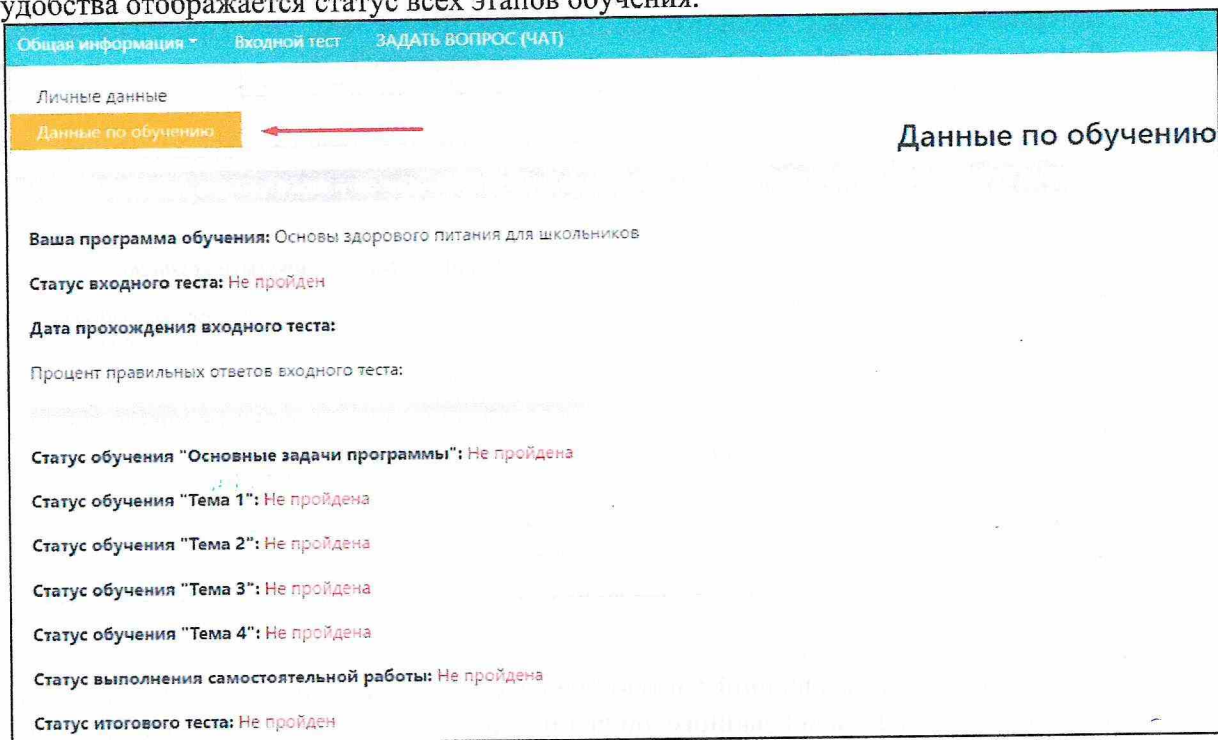 удобства отображается статус всех этапов обучения.
Общая информация Входной тест ЗАДАТЬ ВОПРОС (ЧАТ)
Личные данные
Данные по обучению
Данные по обучению
Ваша программа обучения: Основы здорового питания для школьников
Статус входного теста: Не пройден
Дата прохождения входного теста:
Процент правильных ответов входного теста:
Статус обучения "Основные задачи программы": Не пройдена
Статус обучения "Тема 1": Не пройдена
Статус обучения "Тема 2": Не пройдена
Статус обучения "Тема 3": Не пройдена
Статус обучения "Тема 4": Не пройдена
Статус выполнения самостоятельной работы: Не пройдена
Статус итогового теста: Не пройден